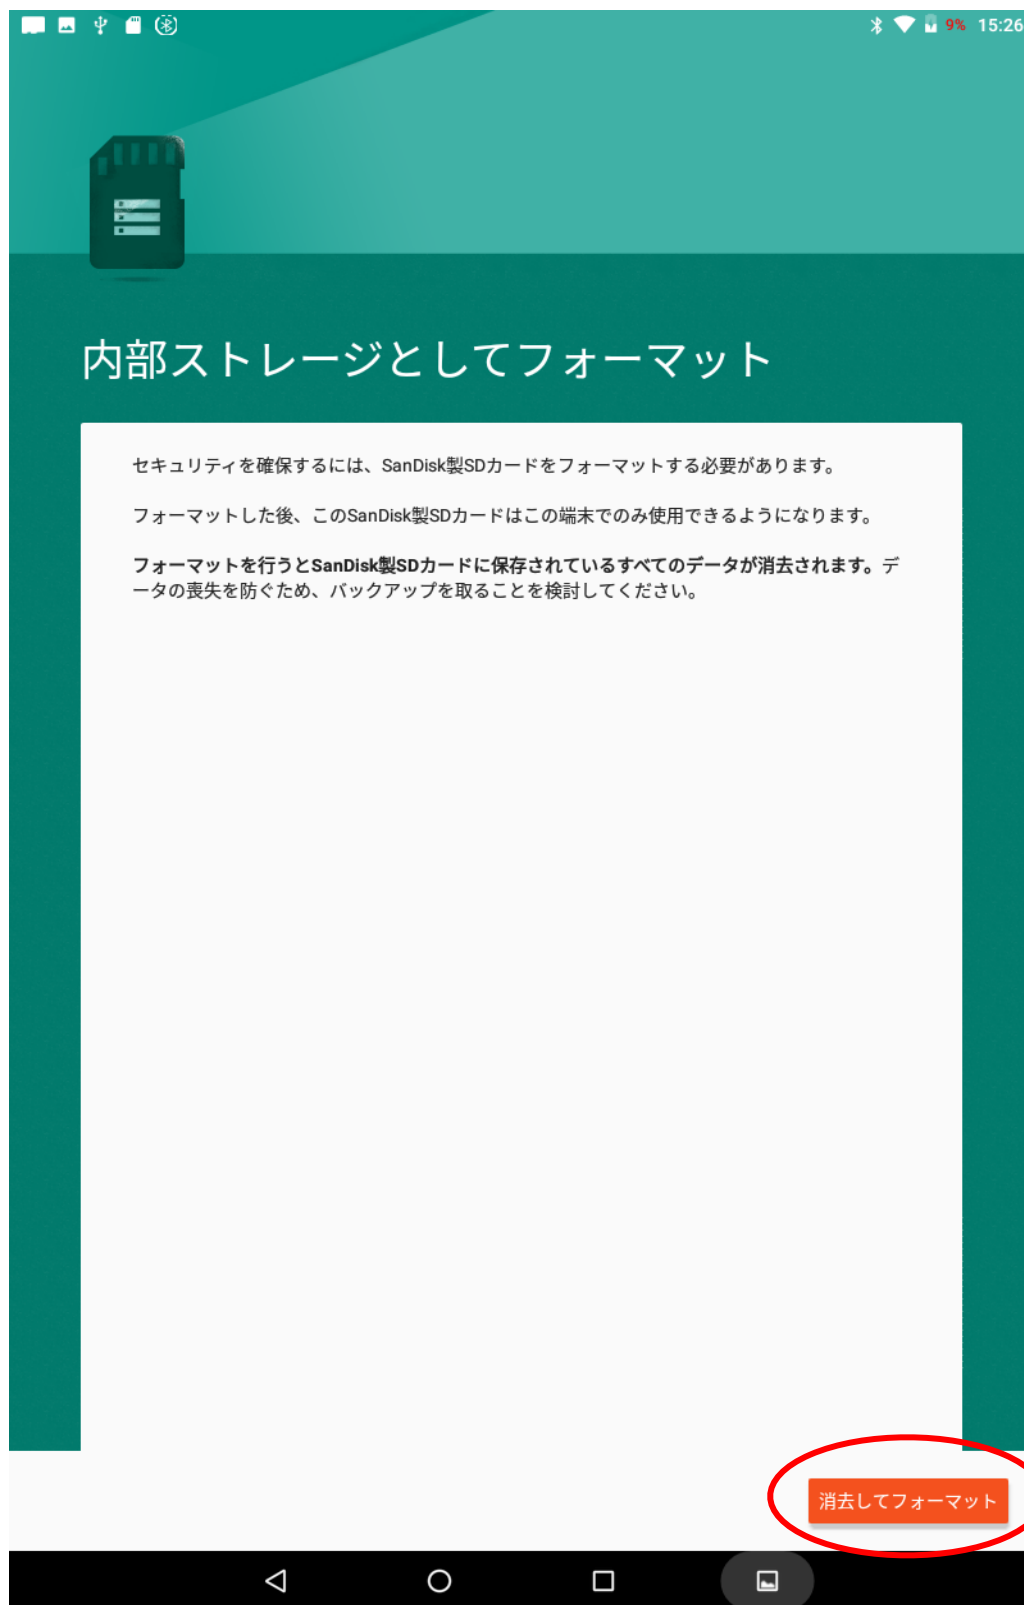 9% 15:26
内部ストレージとしてフォーマット
セキュリティを確保するには、SanDisk製SDカードをフォーマットする必要があります。
フォーマットした後、このSanDisk製SDカードはこの端末でのみ使用できるようになります。
フォーマットを行うとSanDisk製SDカードに保存されているすべてのデータが消去されます。デ
ータの喪失を防ぐため、バックアップを取ることを検討してください。
消去してフォーマット